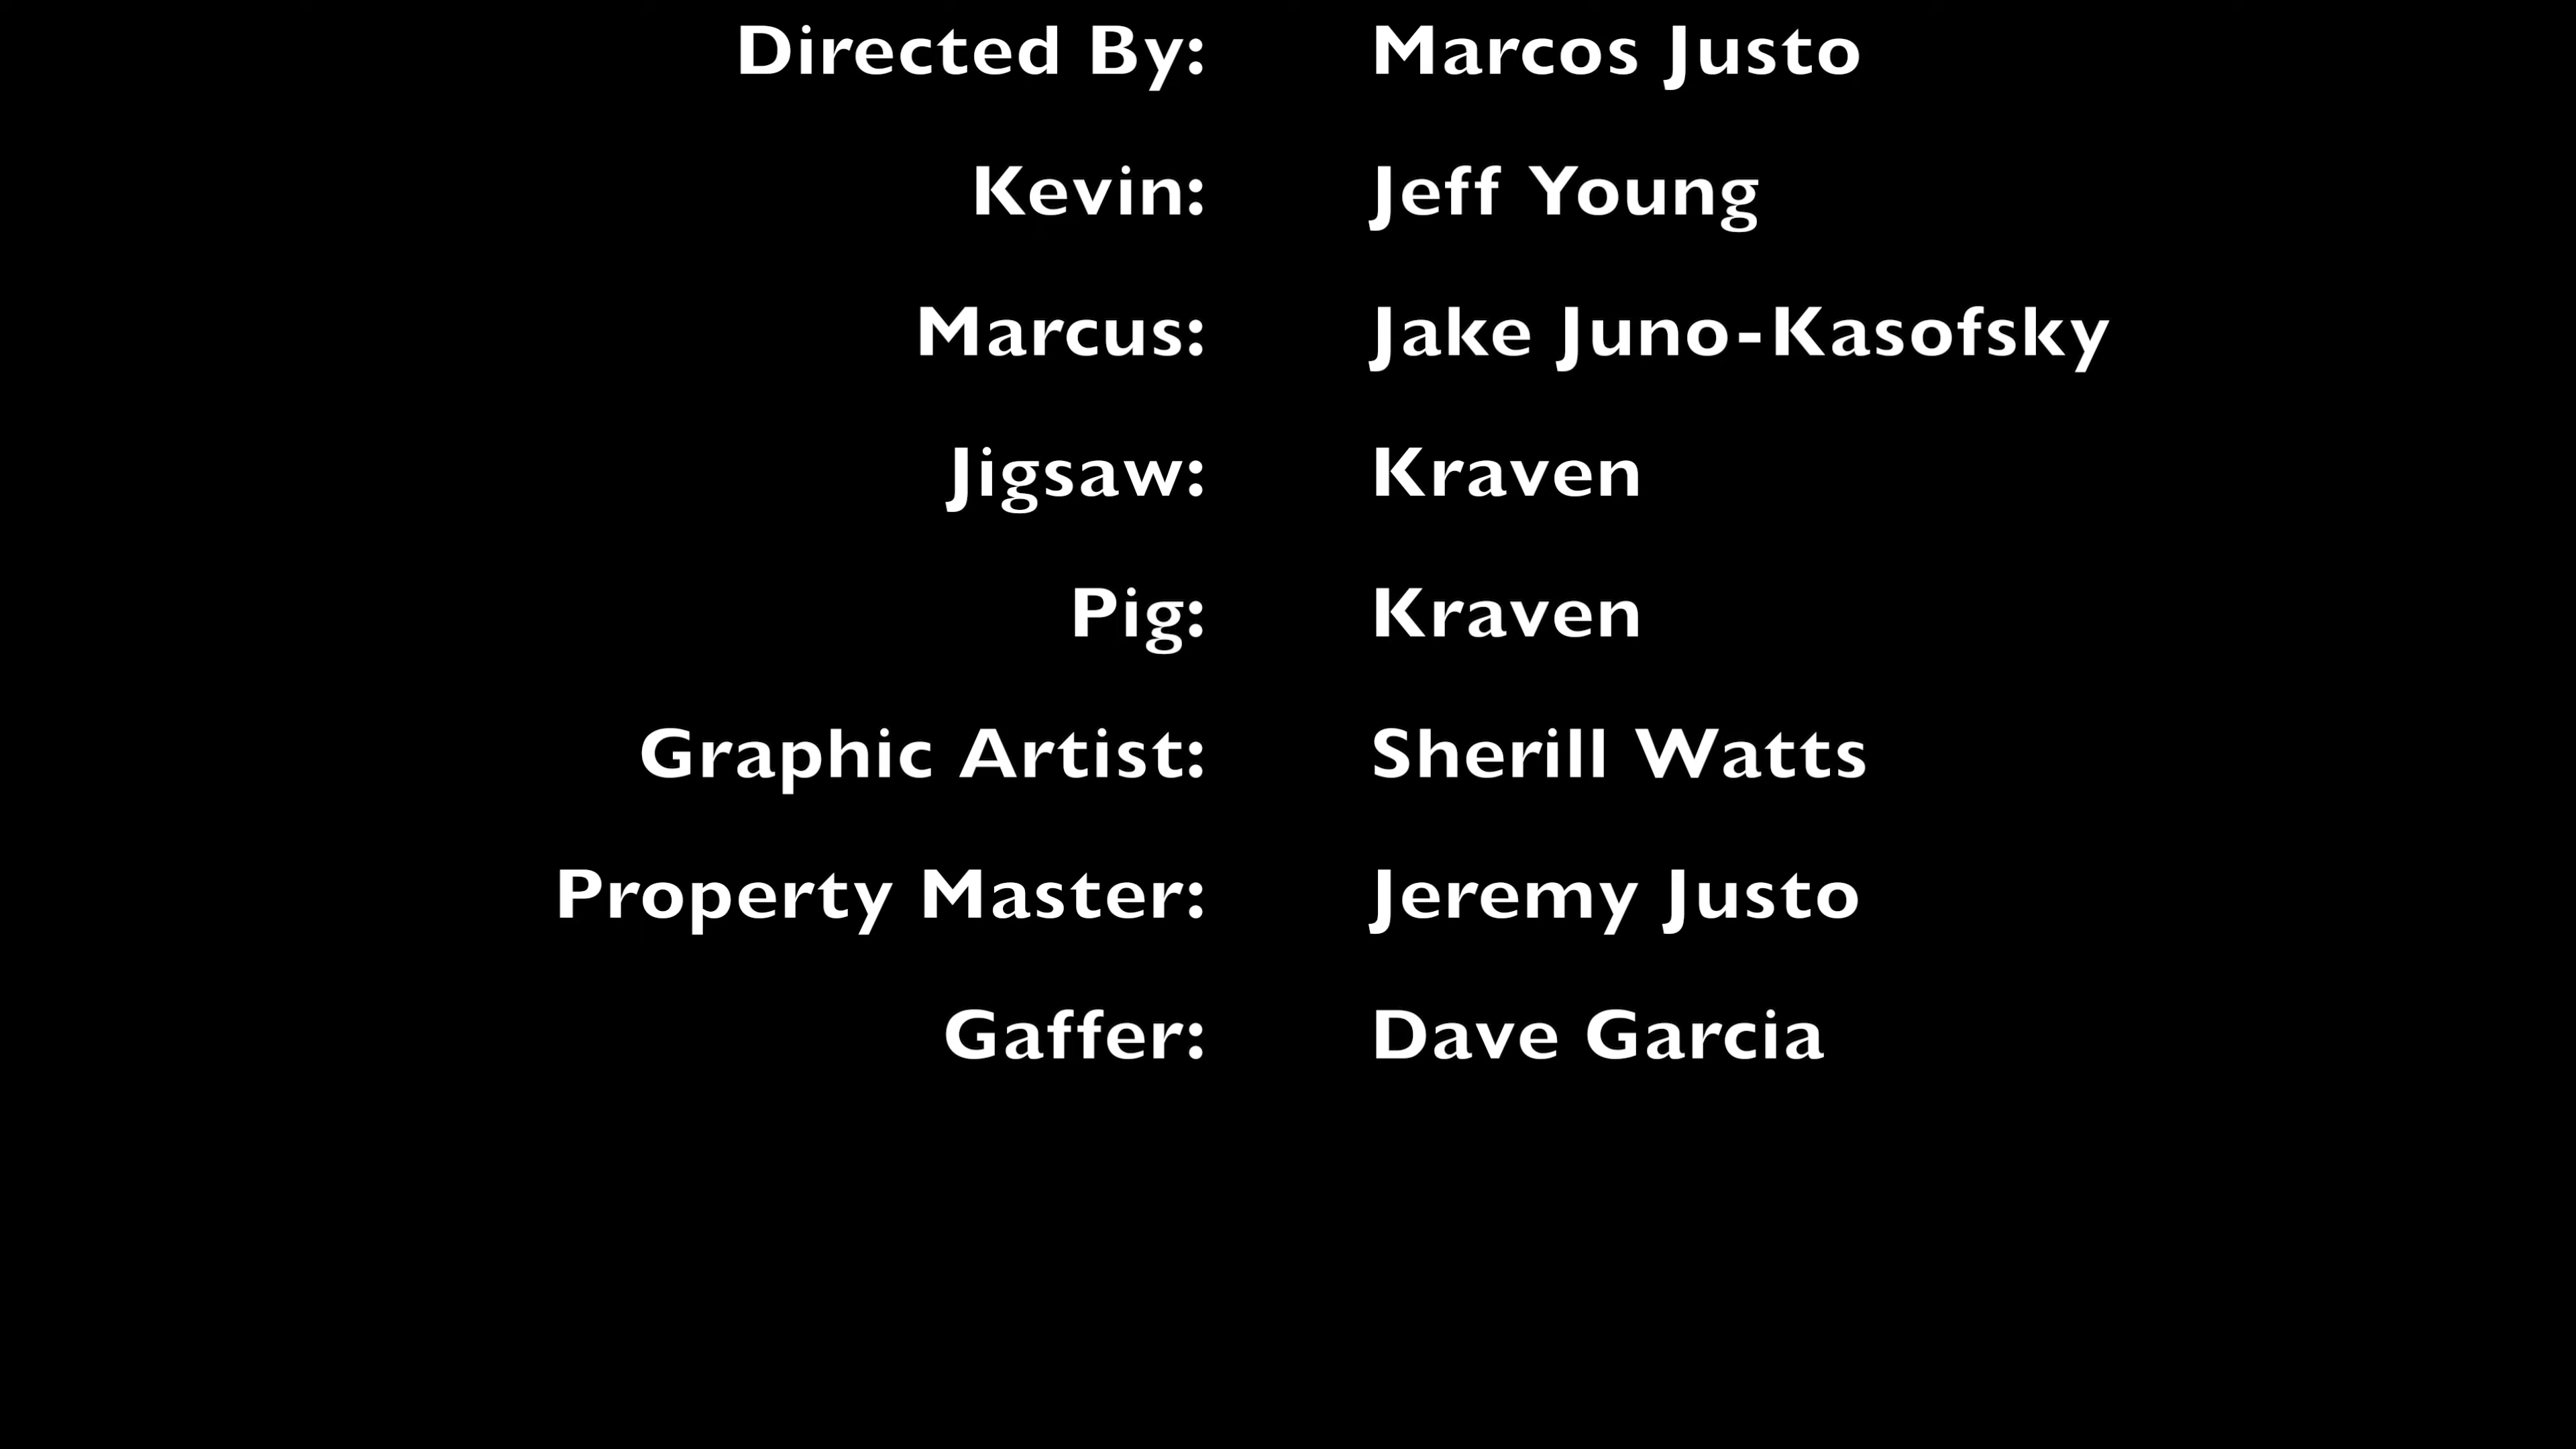 Directed By: Marcos Justo
Kevin: Jeff Young
Marcus: Jake Juno-Kasofsky
Jigsaw: Kraven
Pig: Kraven
Graphic Artist: Sherill Watts
Property Master: Jeremy Justo
Gaffer: Dave Garcia